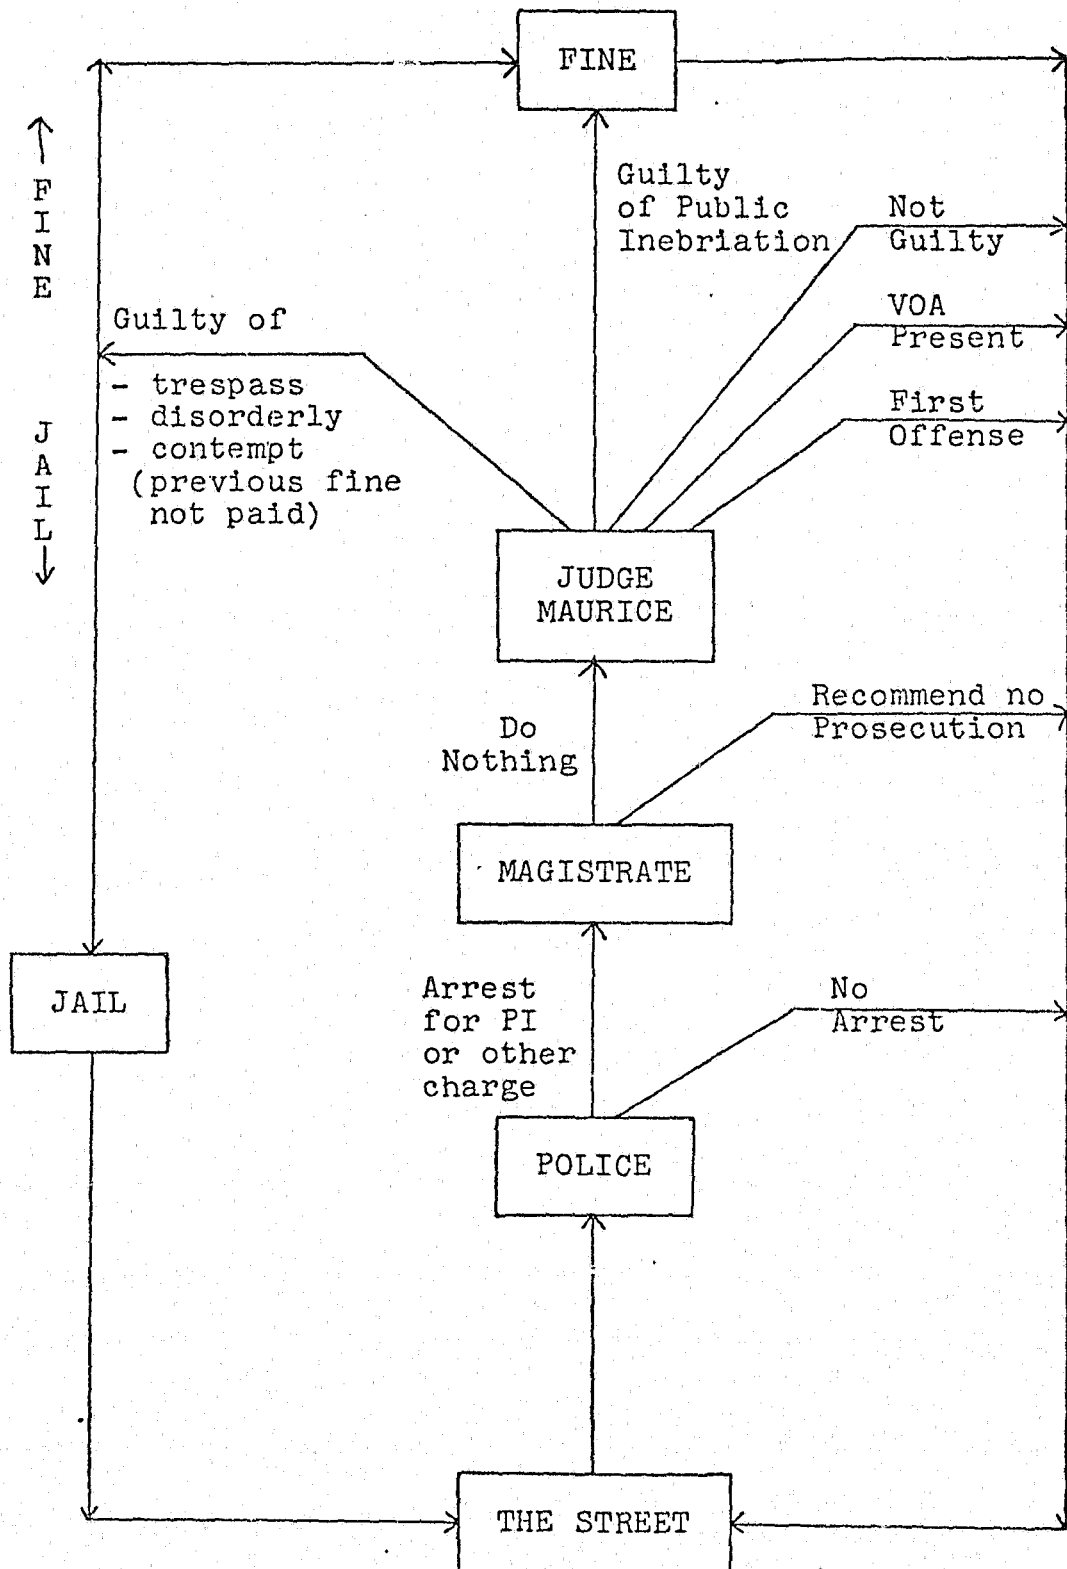 FINE
FINE
Guilty
of Public
Inebriation
Not
Guilty
VOA
Present
First
Offense
Guilty of
- trespass
- disorderly
- contempt
(previous fine
not paid)
JAIL
JUDGE
MAURICE
Do
Nothing
Recommend no
Prosecution
MAGISTRATE
JAIL
Arrest
for PI
or other
charge
No
Arrest
POLICE
THE STREET